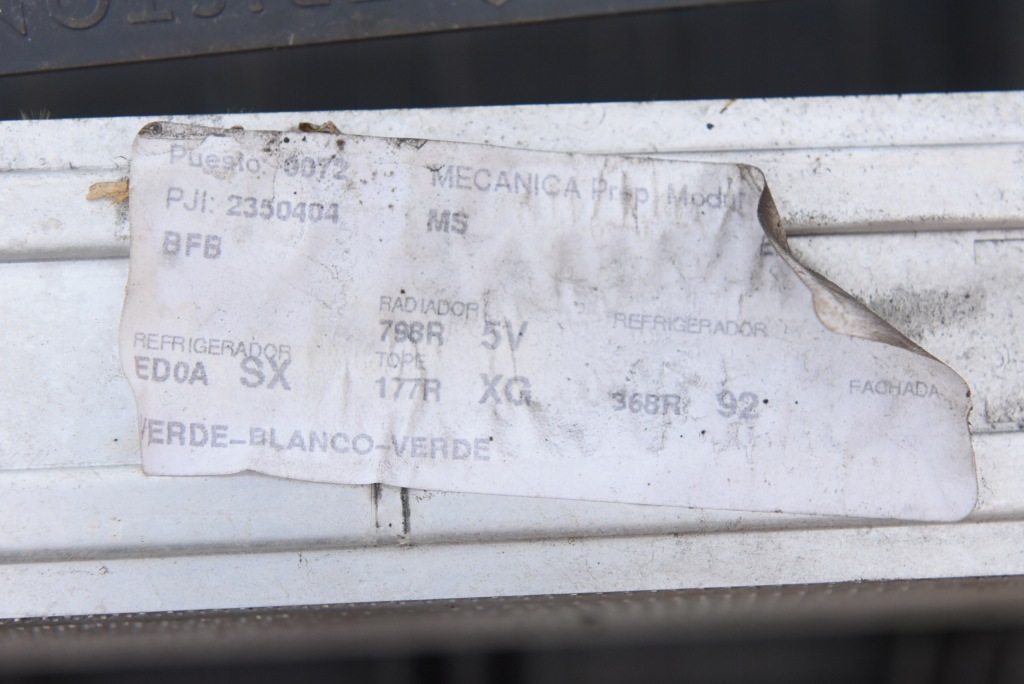 Puesto: 9072 MECANICA Prep. Modul
PJI: 2350404 MS
BFB
RADIADOR REFRIGERADOR
798R 5V
REFRIGERADOR TOPE FACHADA
ED0A SX 177R XG 368R 92
VERDE-BLANCO-VERDE